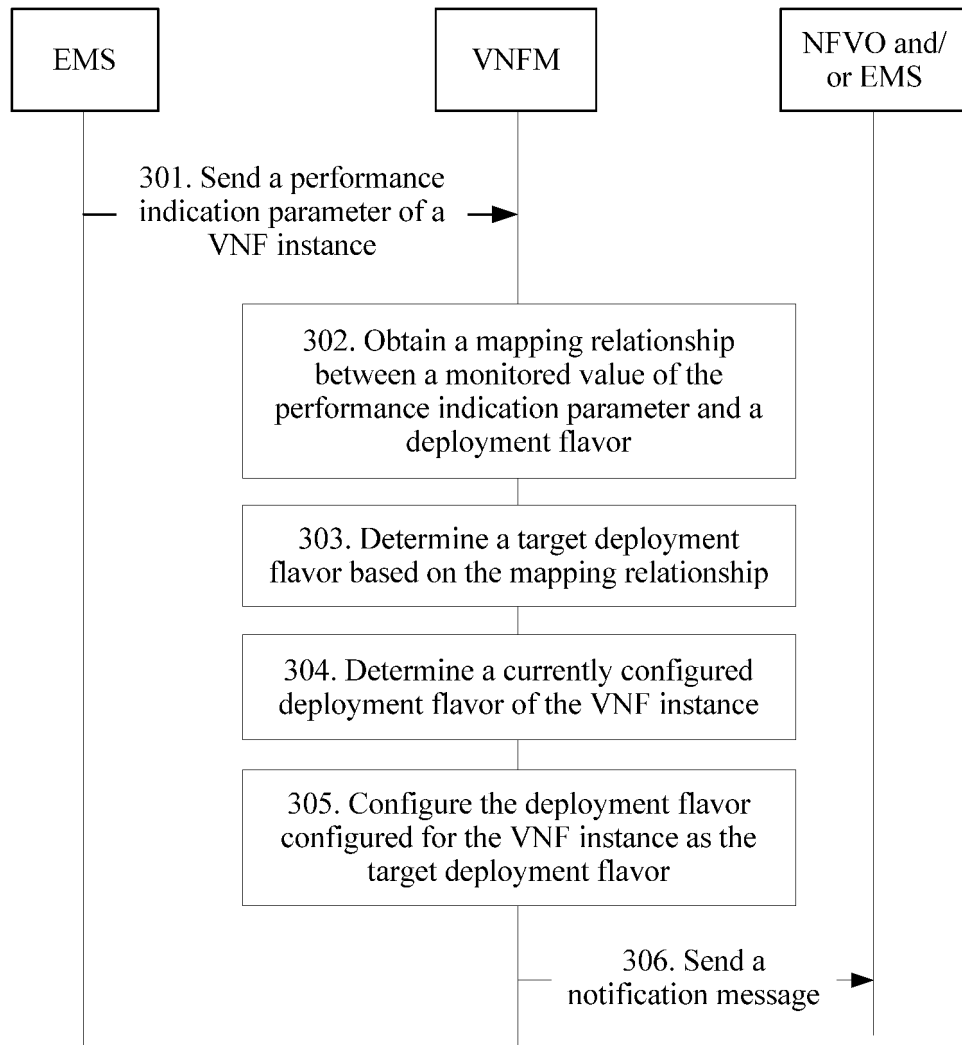 EMS
VNFM
NFVO and/
or EMS
301. Send a performance
indication parameter of a
VNF instance
302. Obtain a mapping relationship
between a monitored value of the
performance indication parameter and a
deployment flavor
303. Determine a target deployment
flavor based on the mapping relationship
304. Determine a currently configured
deployment flavor of the VNF instance
305. Configure the deployment flavor
configured for the VNF instance as the
target deployment flavor
306. Send a
notification message